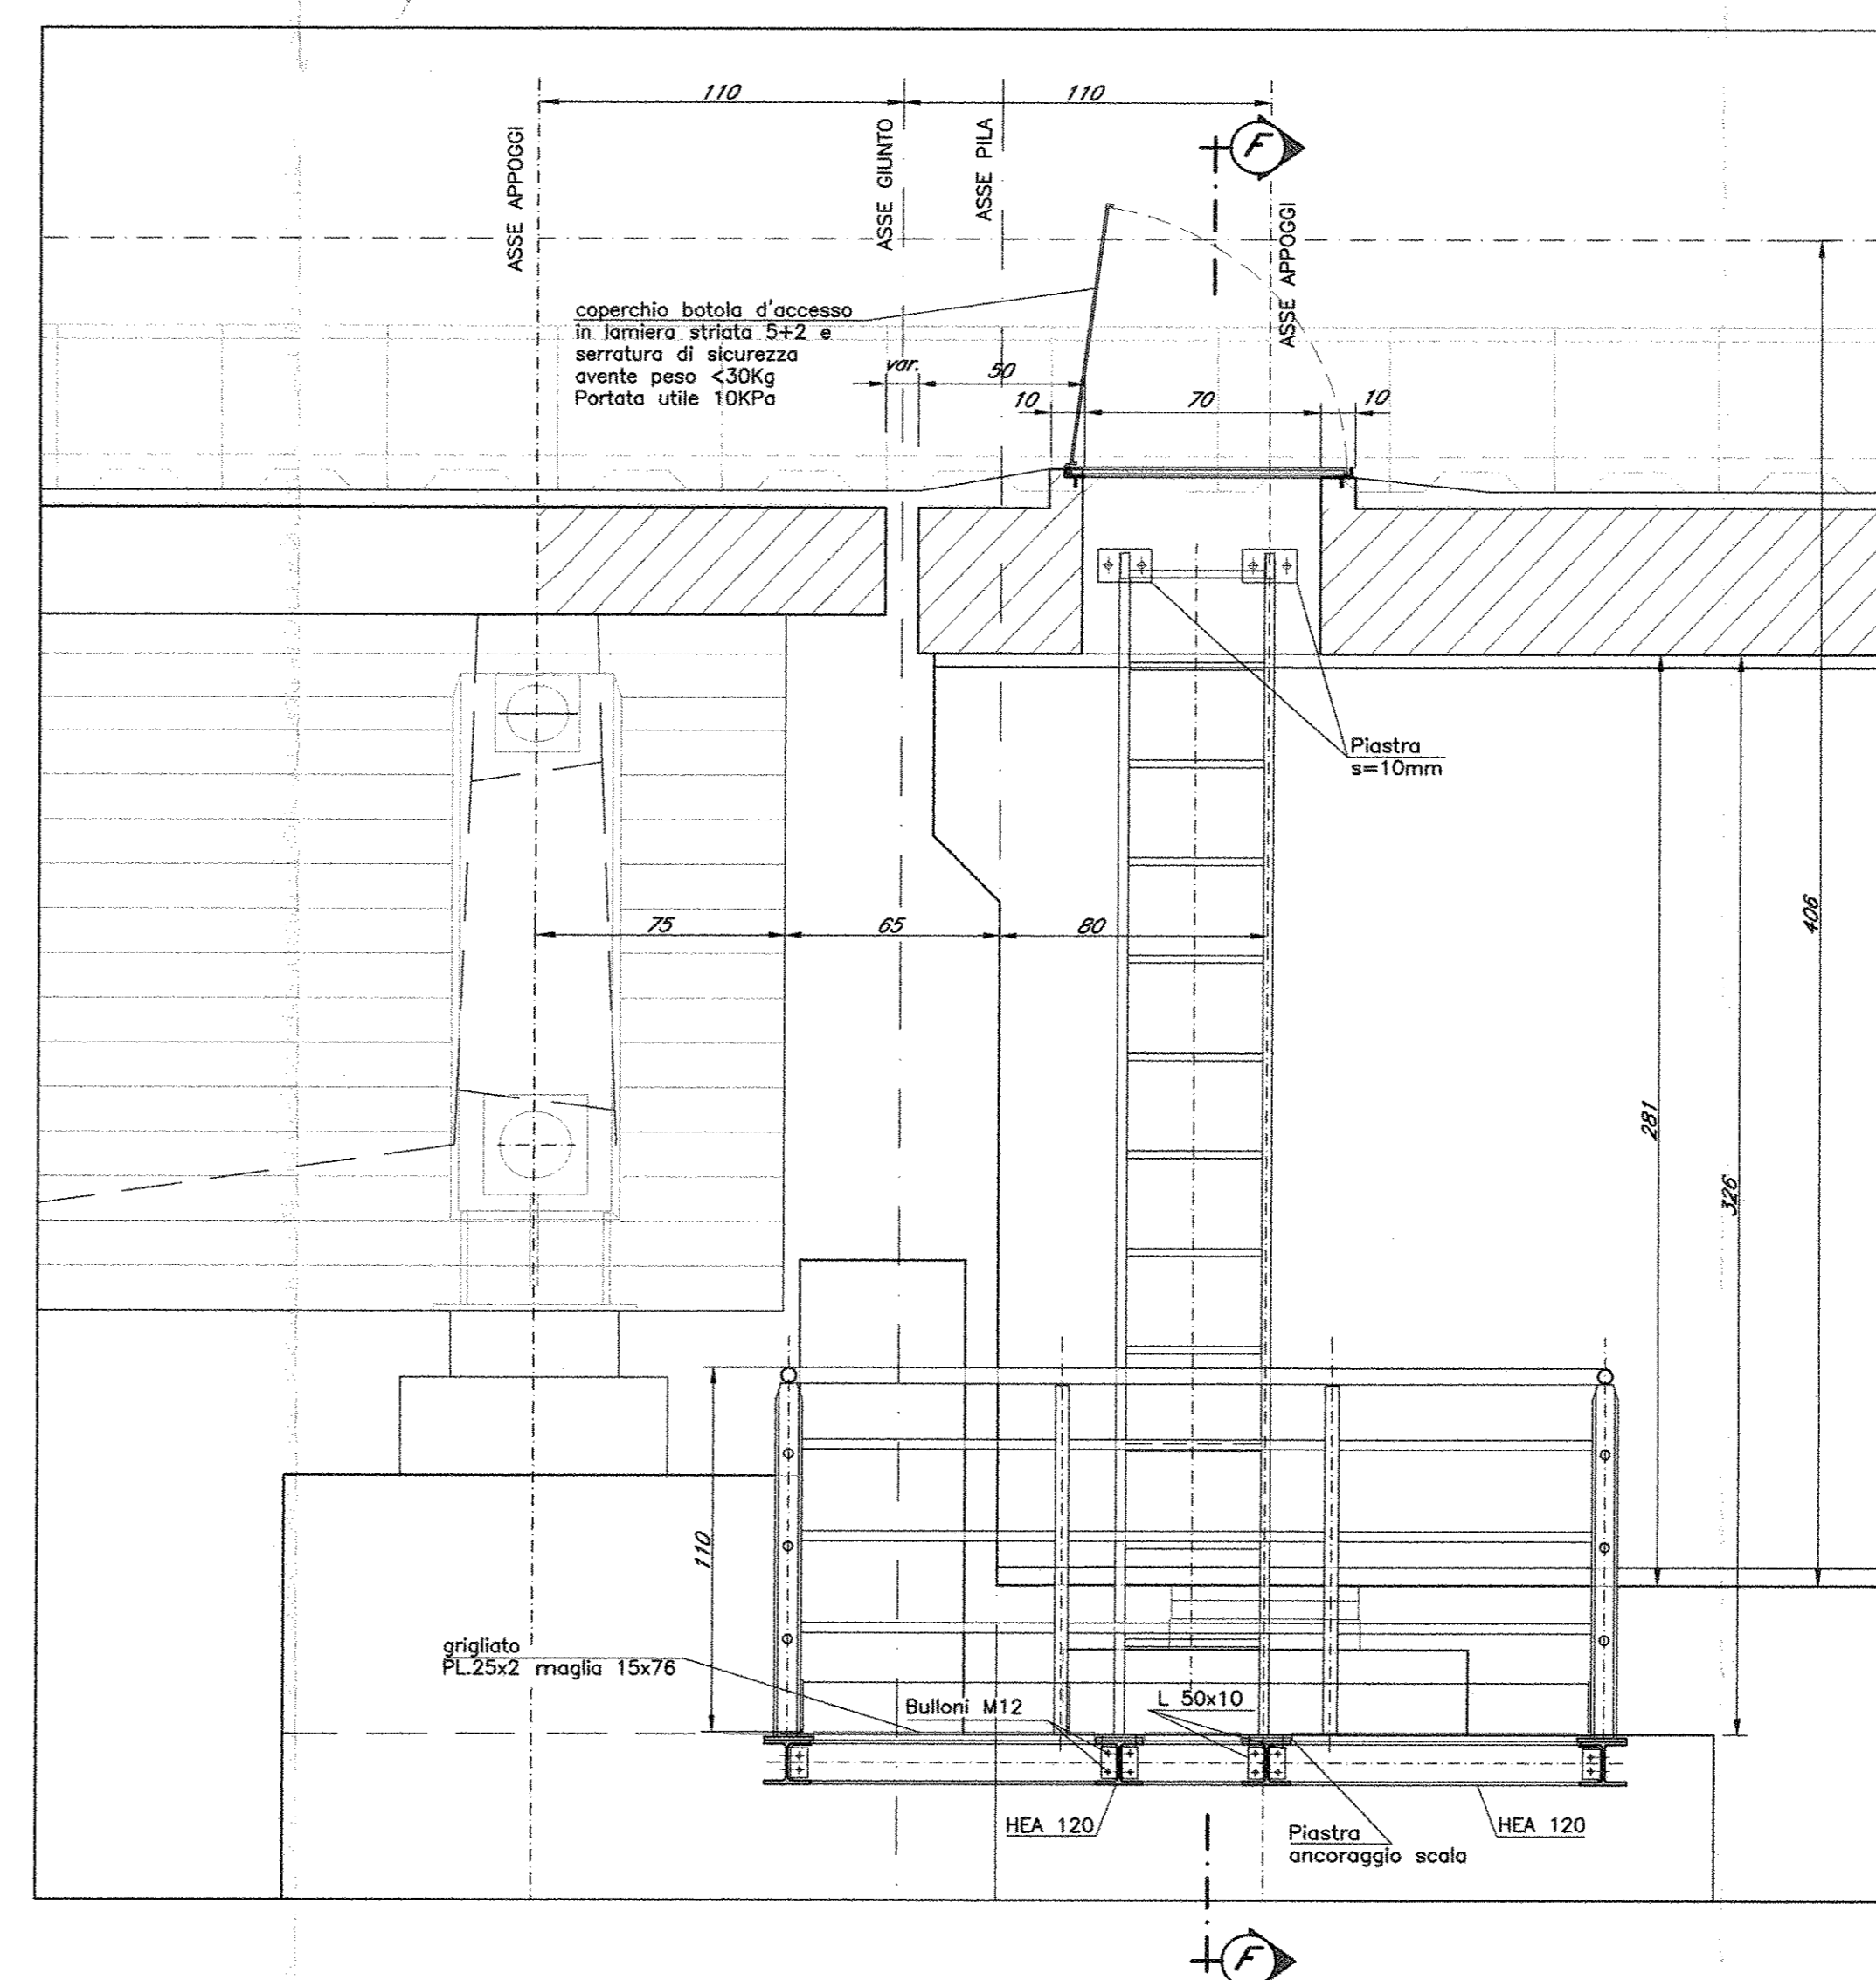 110
110
ASSE APPOGGI
ASSE GIUNTO
ASSE PILA
F
ASSE APPOGGI
coperchio botola d'accesso
in lamiera striata 5+2 e
serratura di sicurezza
avente peso <30Kg
Portata utile 10KPa
var.
50
10
70
10
Piastra
s=10mm
75
65
80
406
281
326
110
grigliato
PL.25x2 maglia 15x76
Bulloni M12
L 50x10
HEA 120
Piastra
ancoraggio scala
HEA 120
F